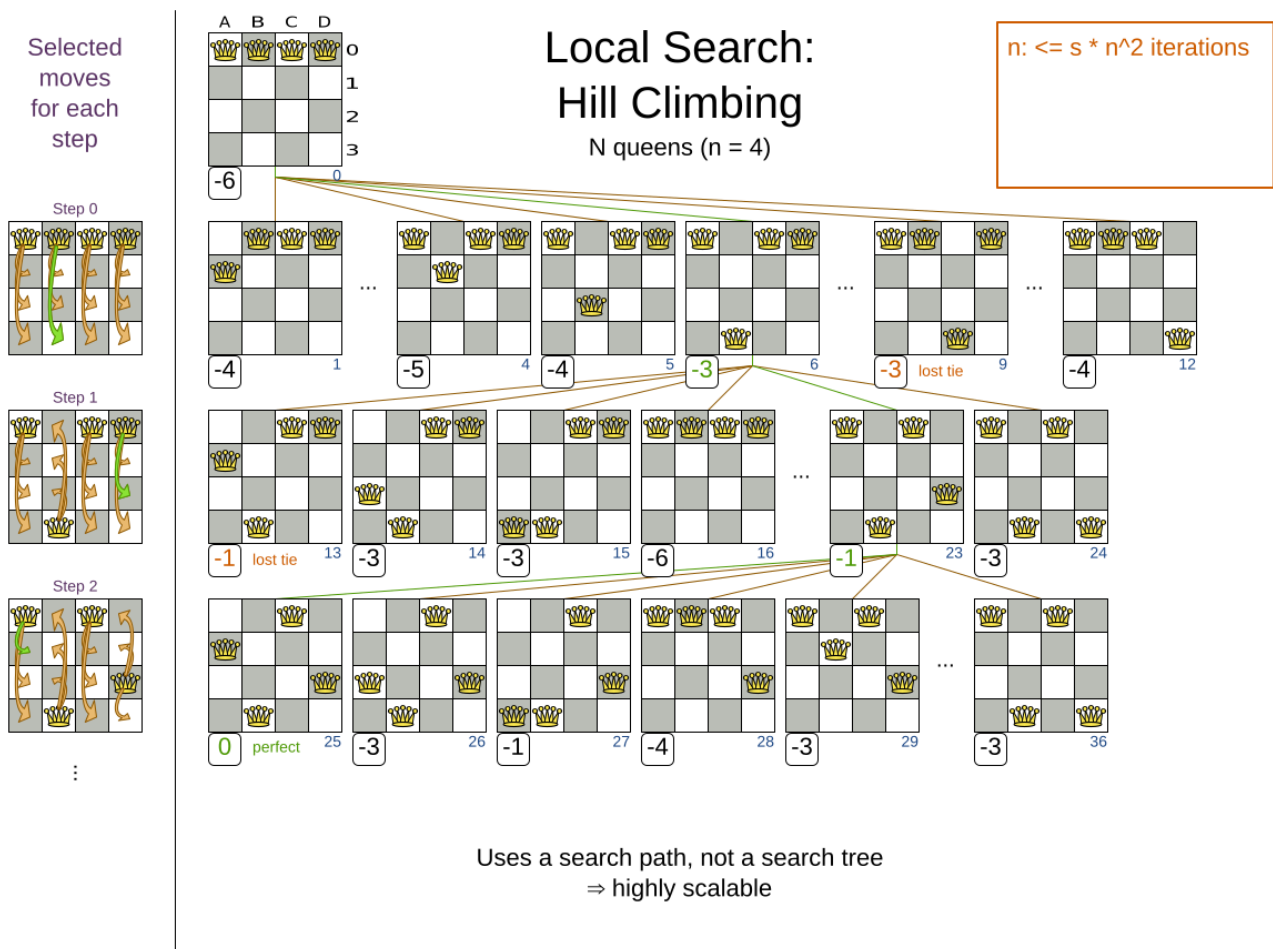 Selected
moves
for each
step
A B C D
0
1
2
3
Local Search:
Hill Climbing
N queens (n = 4)
n: <= s * n^2 iterations
-6 0
Step 0
... ... ...
-4 1 -5 4 -4 5 -3 6 -3 lost tie 9 -4 12
Step 1
...
-1 lost tie 13 -3 14 -3 15 -6 16 -1 23 -3 24
Step 2
...
0 perfect 25 -3 26 -1 27 -4 28 -3 29 -3 36
⋮
Uses a search path, not a search tree
⇒ highly scalable